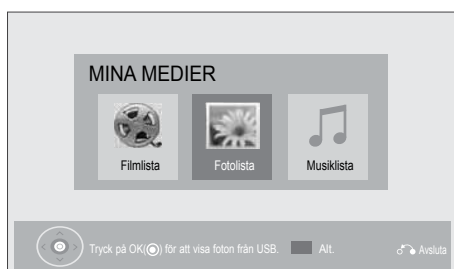 MINA MEDIER
Filmlista
Fotolista
Musiklista
Tryck på OK(◉) för att visa foton från USB.
Alt.
Avsluta